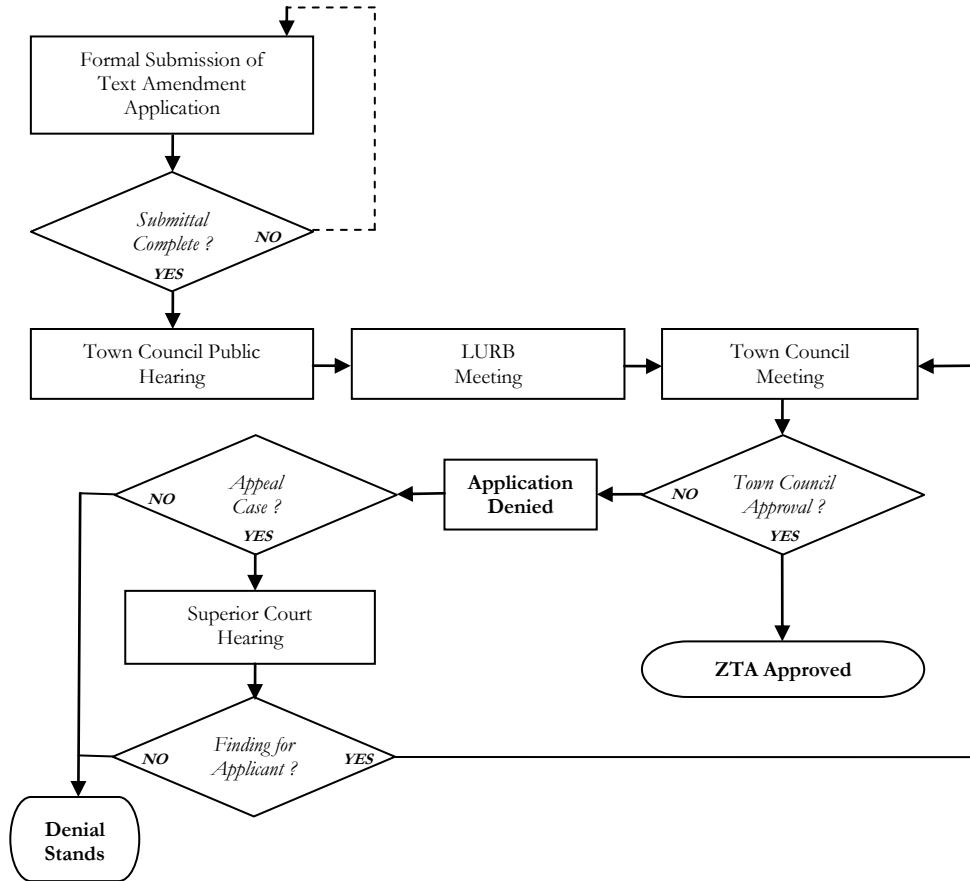 Formal Submission of
Text Amendment
Application
Submittal
Complete ?
NO
YES
Town Council Public
Hearing
LURB
Meeting
Town Council
Meeting
Town Council
Approval ?
NO
YES
Application
Denied
Appeal
Case ?
NO
YES
Superior Court
Hearing
ZTA Approved
Finding for
Applicant ?
NO
YES
Denial
Stands